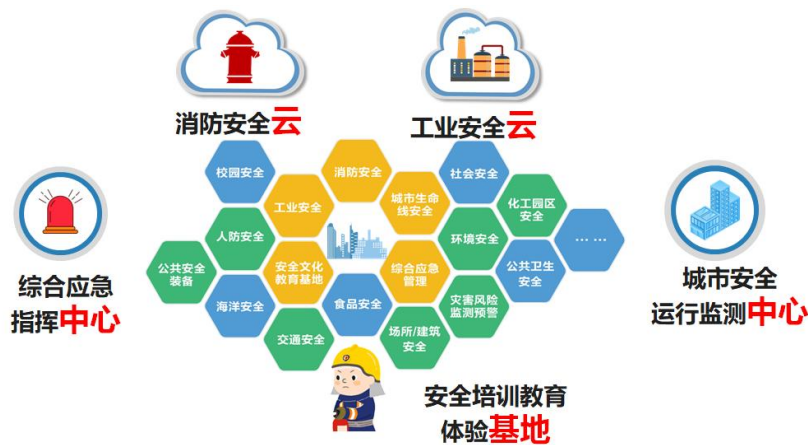 消防安全云
工业安全云
校园安全
消防安全
社会安全
工业安全
城市生命
线安全
化工园区
安全
人防安全
环境安全
... ...
公共安全
装备
安全文化
教育基地
综合应急
管理
公共卫生
安全
海洋安全
食品安全
灾害风险
监测预警
交通安全
场所/建筑
安全
综合应急
指挥中心
城市安全
运行监测中心
安全培训教育
体验基地